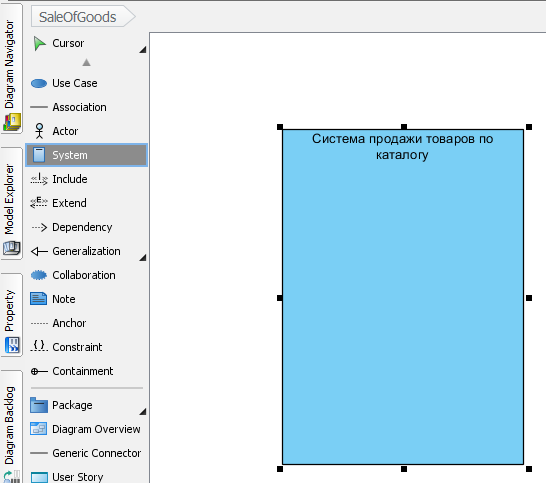 SaleOfGoods
Diagram Navigator
Model Explorer
Property
Diagram Backlog
Cursor
Use Case
Association
Actor
System
Include
Extend
Dependency
Generalization
Collaboration
Note
Anchor
Constraint
Containment
Package
Diagram Overview
Generic Connector
User Story
Система продажи товаров по
каталогу